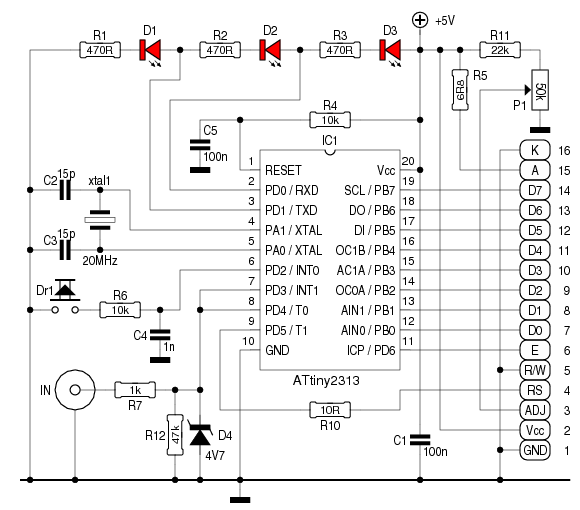 +5V
R1 D1 R2 D2 R3 D3 R11
470R 470R 470R 22k
R5
6R8
50k
P1
R4
10k
C5
100n
IC1
1 RESET Vcc 20
2 PD0 / RXD SCL / PB7 19
3 PD1 / TXD DO / PB6 18
4 PA1 / XTAL DI / PB5 17
5 PA0 / XTAL OC1B / PB4 16
6 PD2 / INT0 AC1A / PB3 15
7 PD3 / INT1 OC0A / PB2 14
8 PD4 / T0 AIN1 / PB1 13
9 PD5 / T1 AIN0 / PB0 12
10 GND ICP / PD6 11
ATtiny2313
C2 15p
xtal1
C3 15p
20MHz
Dr1
R6
10k
C4
1n
IN
1k
R7
R12 47k
D4
4V7
10R
R10
C1
100n
K 16
A 15
D7 14
D6 13
D5 12
D4 11
D3 10
D2 9
D1 8
D0 7
E 6
R/W 5
RS 4
ADJ 3
Vcc 2
GND 1